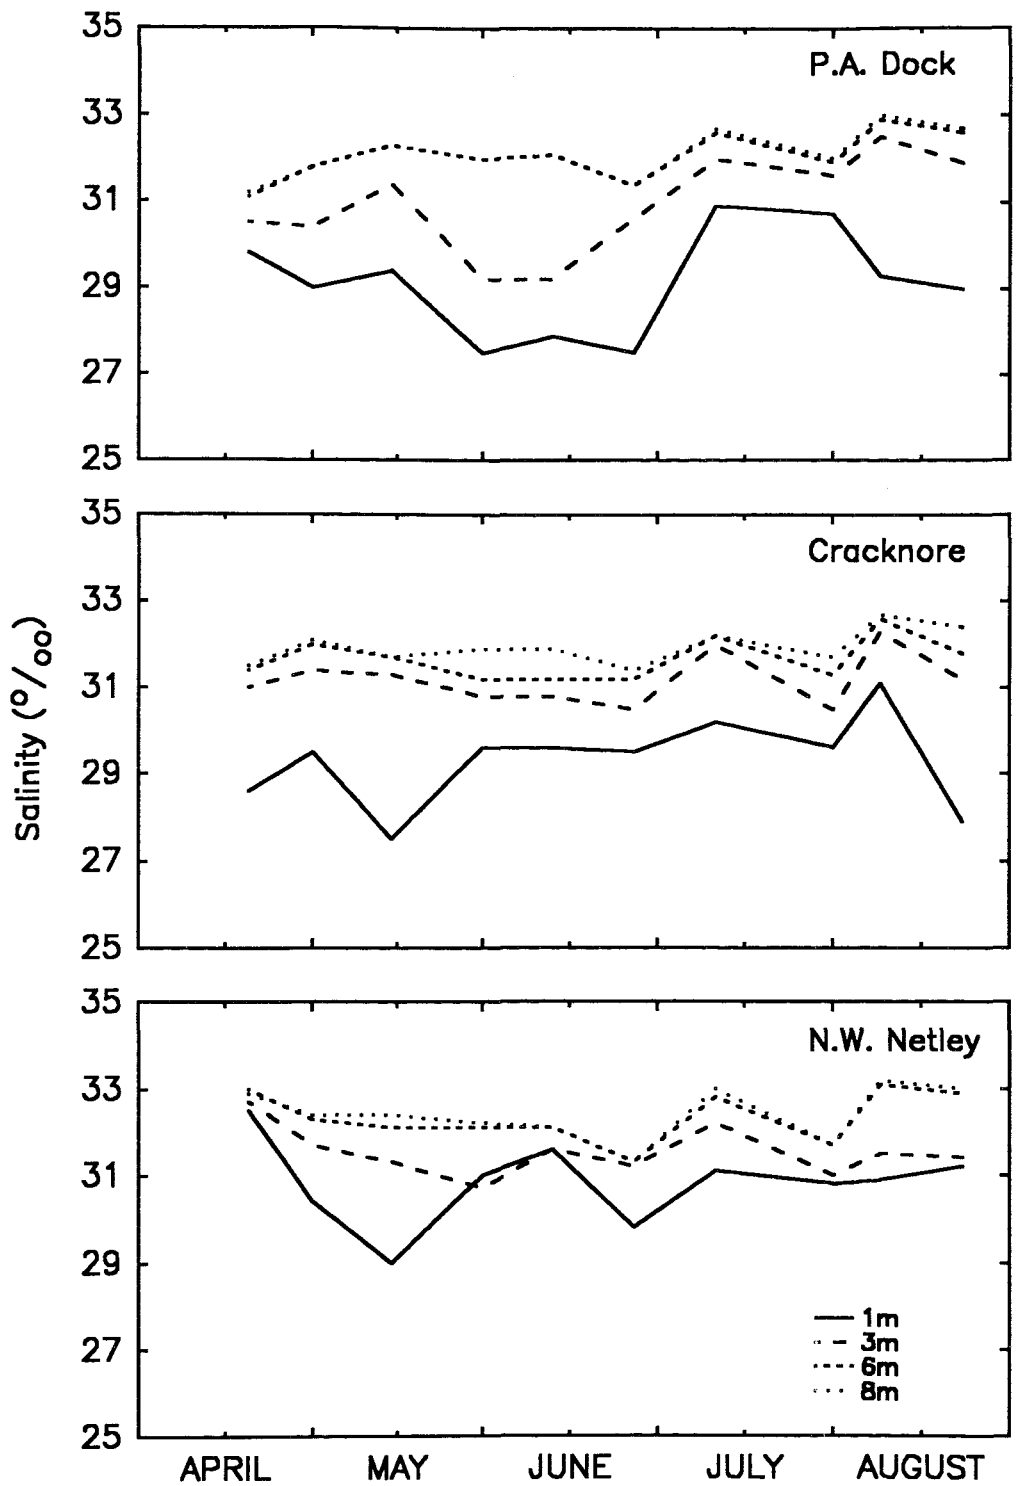 35
P.A. Dock
33
31
29
27
25
35
Cracknore
33
31
29
27
25
Salinity (°/oo)
35
N.W. Netley
33
31
29
1m
3m
27
6m
8m
25
APRIL MAY JUNE JULY AUGUST